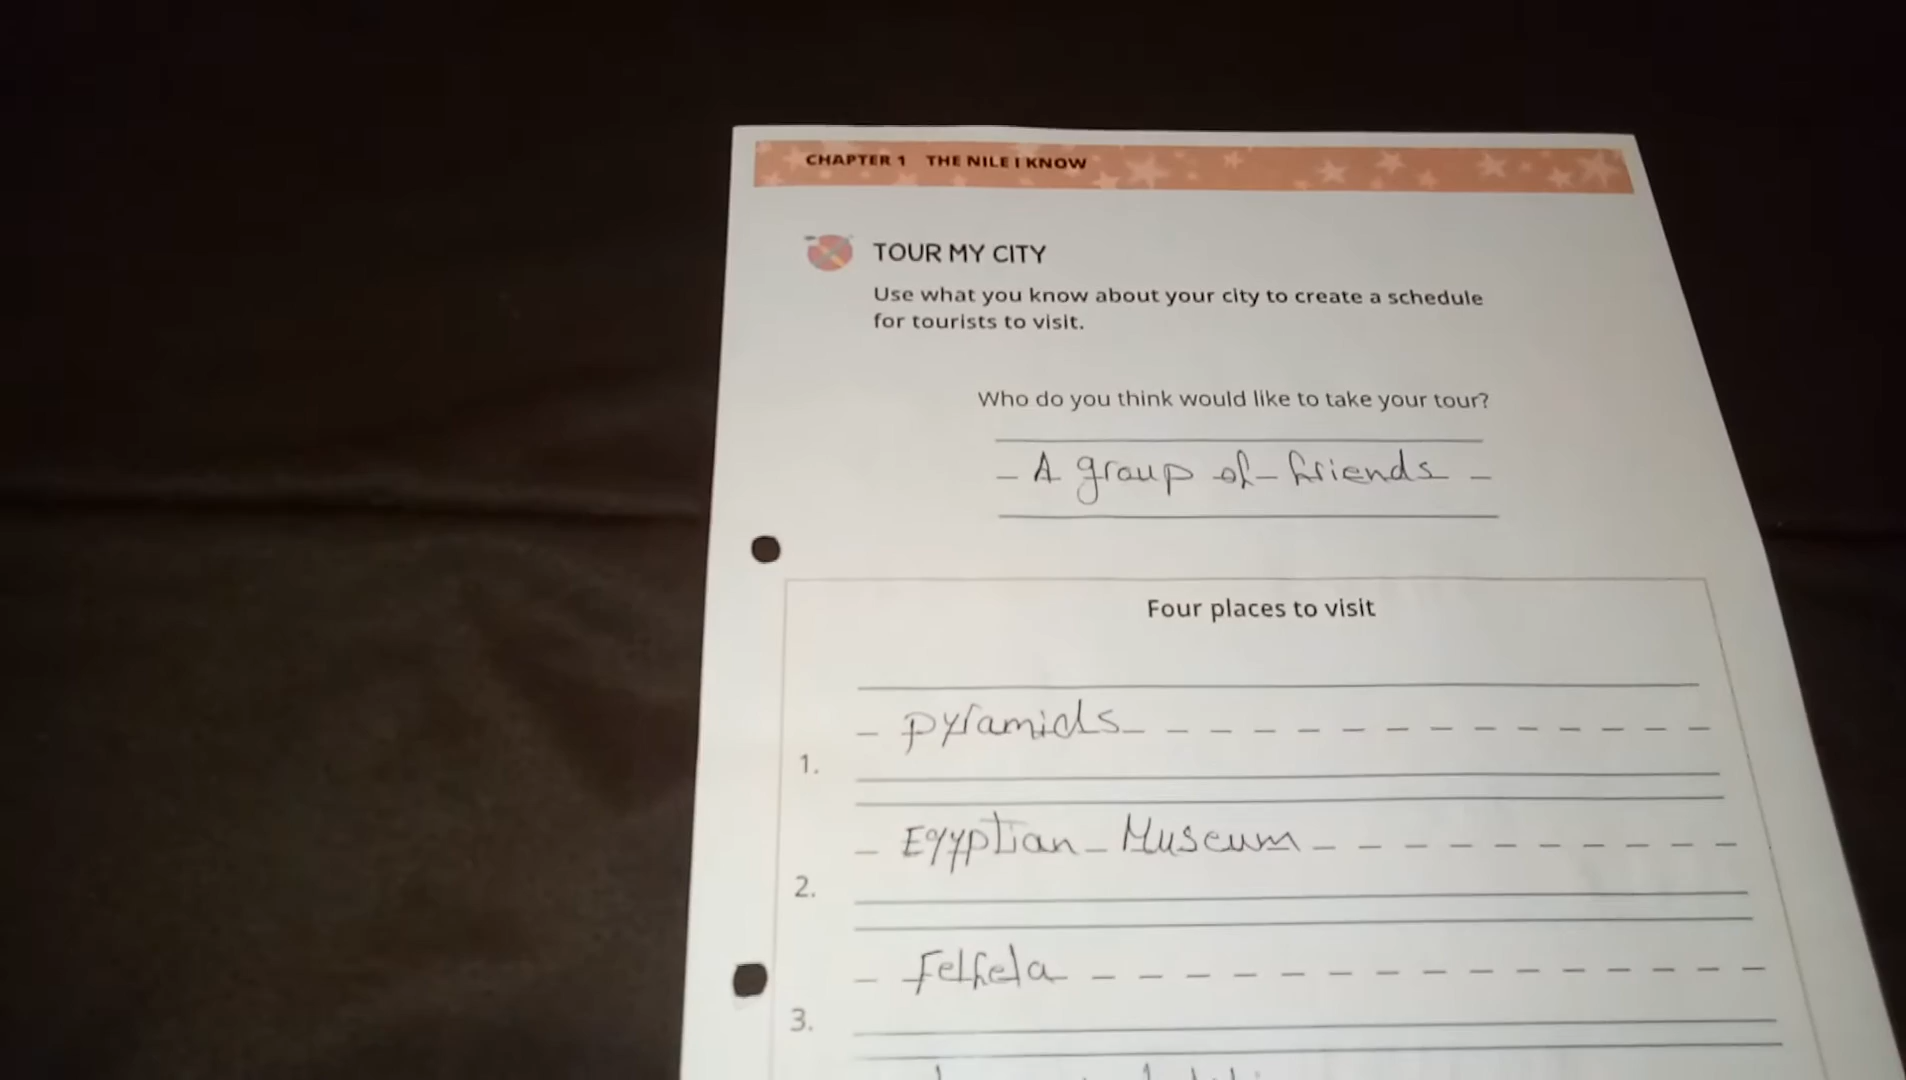 CHAPTER 1 THE NILE I KNOW
TOUR MY CITY
Use what you know about your city to create a schedule
for tourists to visit.
Who do you think would like to take your tour?
A group of friends
Four places to visit
pyramids
1.
Egyptian Museum
2.
Felfela
3.